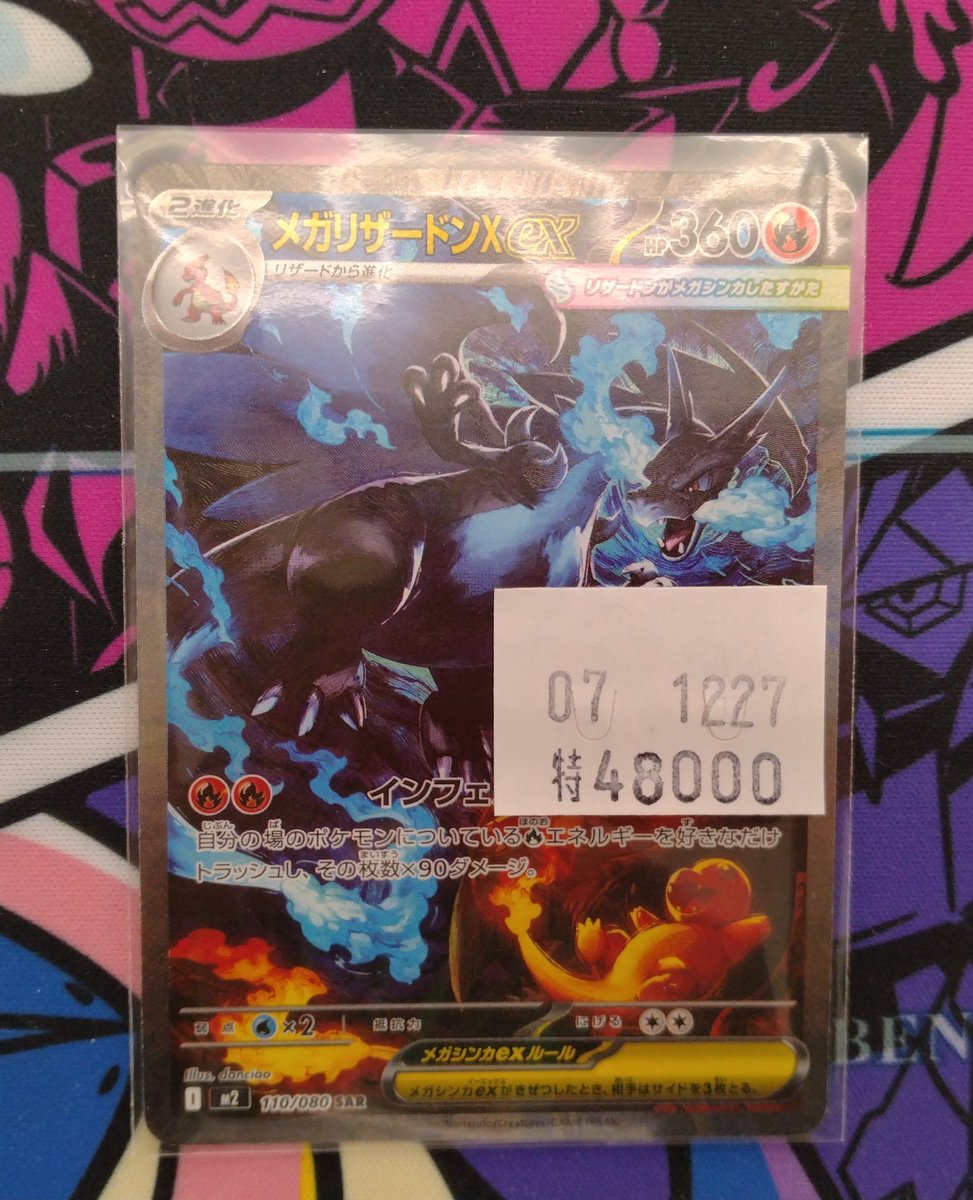 2進化
メガリザードンXex
HP360
リザードから進化
リザードンがメガシンカしたすがた
07 1227
特48000
インフェ
自分の場のポケモンについているエネルギーを好きなだけ
トラッシュし、その枚数×90ダメージ。
弱点 ×2 抵抗力 にげる
メガシンカexルール
メガシンカexがきぜつしたとき、相手はサイドを3枚とる。
Illus. danciao
I M2 110/080 SAR
BEN